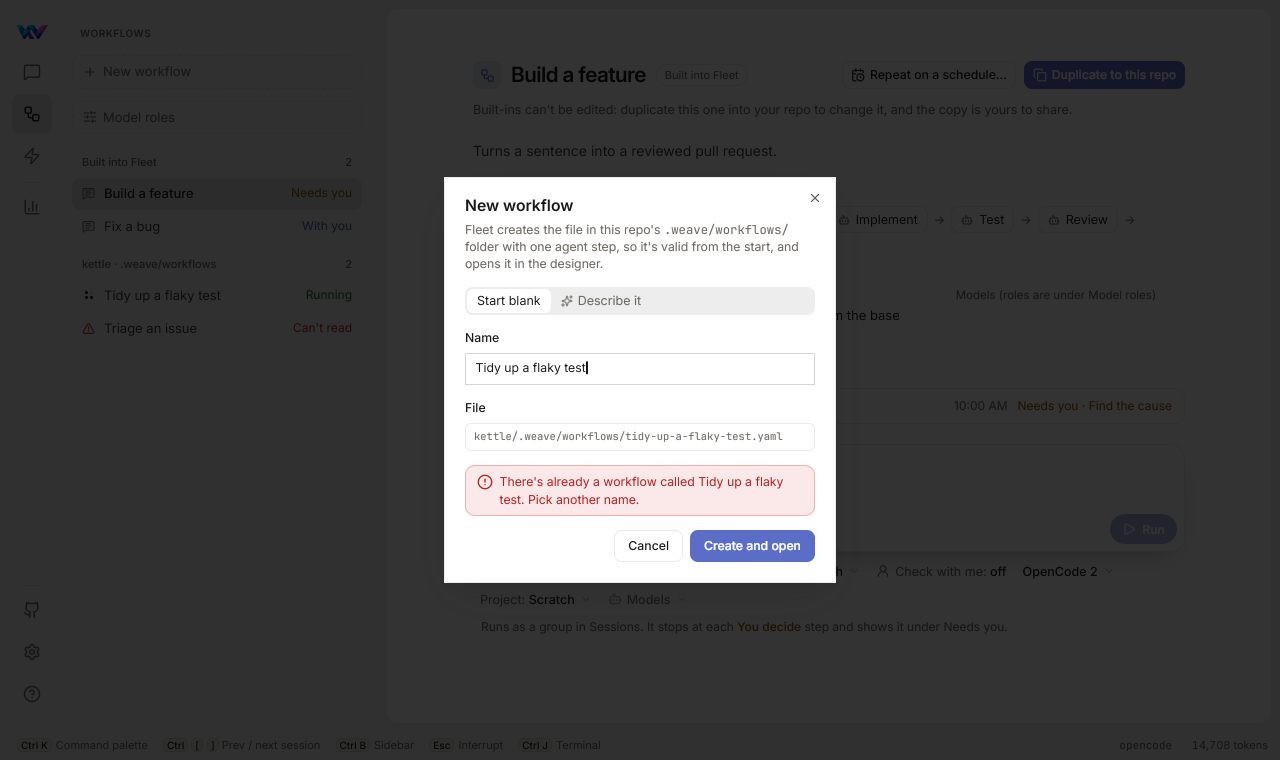 WORKFLOWS
New workflow
Model roles
Built into Fleet 2
Build a feature Needs you
Fix a bug With you
kettle · .weave/workflows 2
Tidy up a flaky test Running
Triage an issue Can't read
Build a feature Built into Fleet Repeat on a schedule... Duplicate to this repo
Built-ins can't be edited: duplicate this one into your repo to change it, and the copy is yours to share.
Turns a sentence into a reviewed pull request.
Implement → Test → Review →
Models (roles are under Model roles)
the base
10:00 AM Needs you · Find the cause
Run
Check with me: off OpenCode 2
Project: Scratch Models
Runs as a group in Sessions. It stops at each You decide step and shows it under Needs you.
New workflow
Fleet creates the file in this repo's .weave/workflows/
folder with one agent step, so it's valid from the start, and
opens it in the designer.
Start blank Describe it
Name
Tidy up a flaky test
File
kettle/.weave/workflows/tidy-up-a-flaky-test.yaml
There's already a workflow called Tidy up a flaky
test. Pick another name.
Cancel Create and open
Ctrl K Command palette Ctrl [ ] Prev / next session Ctrl B Sidebar Esc Interrupt Ctrl J Terminal
opencode 14,708 tokens